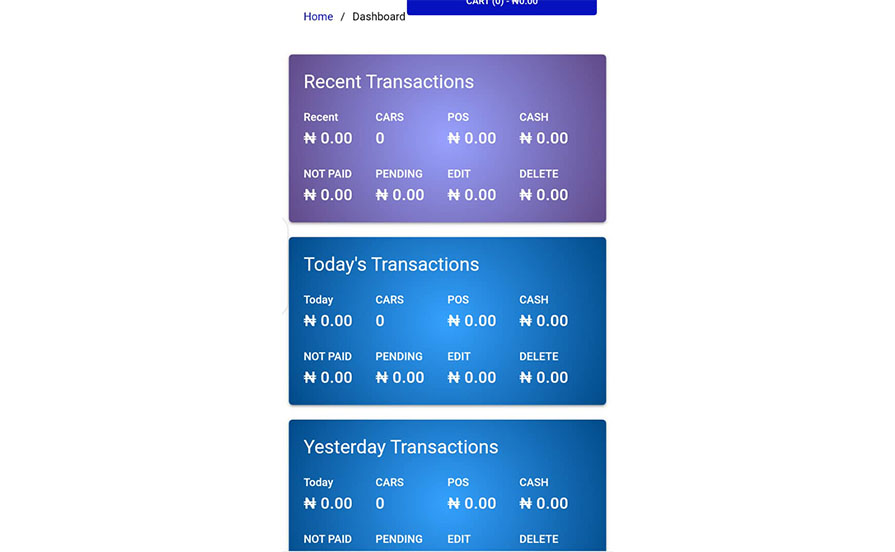 CART (0) - ₦0.00
Home / Dashboard
Recent Transactions
Recent CARS POS CASH
₦ 0.00 0 ₦ 0.00 ₦ 0.00
NOT PAID PENDING EDIT DELETE
₦ 0.00 ₦ 0.00 ₦ 0.00 ₦ 0.00
Today's Transactions
Today CARS POS CASH
₦ 0.00 0 ₦ 0.00 ₦ 0.00
NOT PAID PENDING EDIT DELETE
₦ 0.00 ₦ 0.00 ₦ 0.00 ₦ 0.00
Yesterday Transactions
Today CARS POS CASH
₦ 0.00 0 ₦ 0.00 ₦ 0.00
NOT PAID PENDING EDIT DELETE